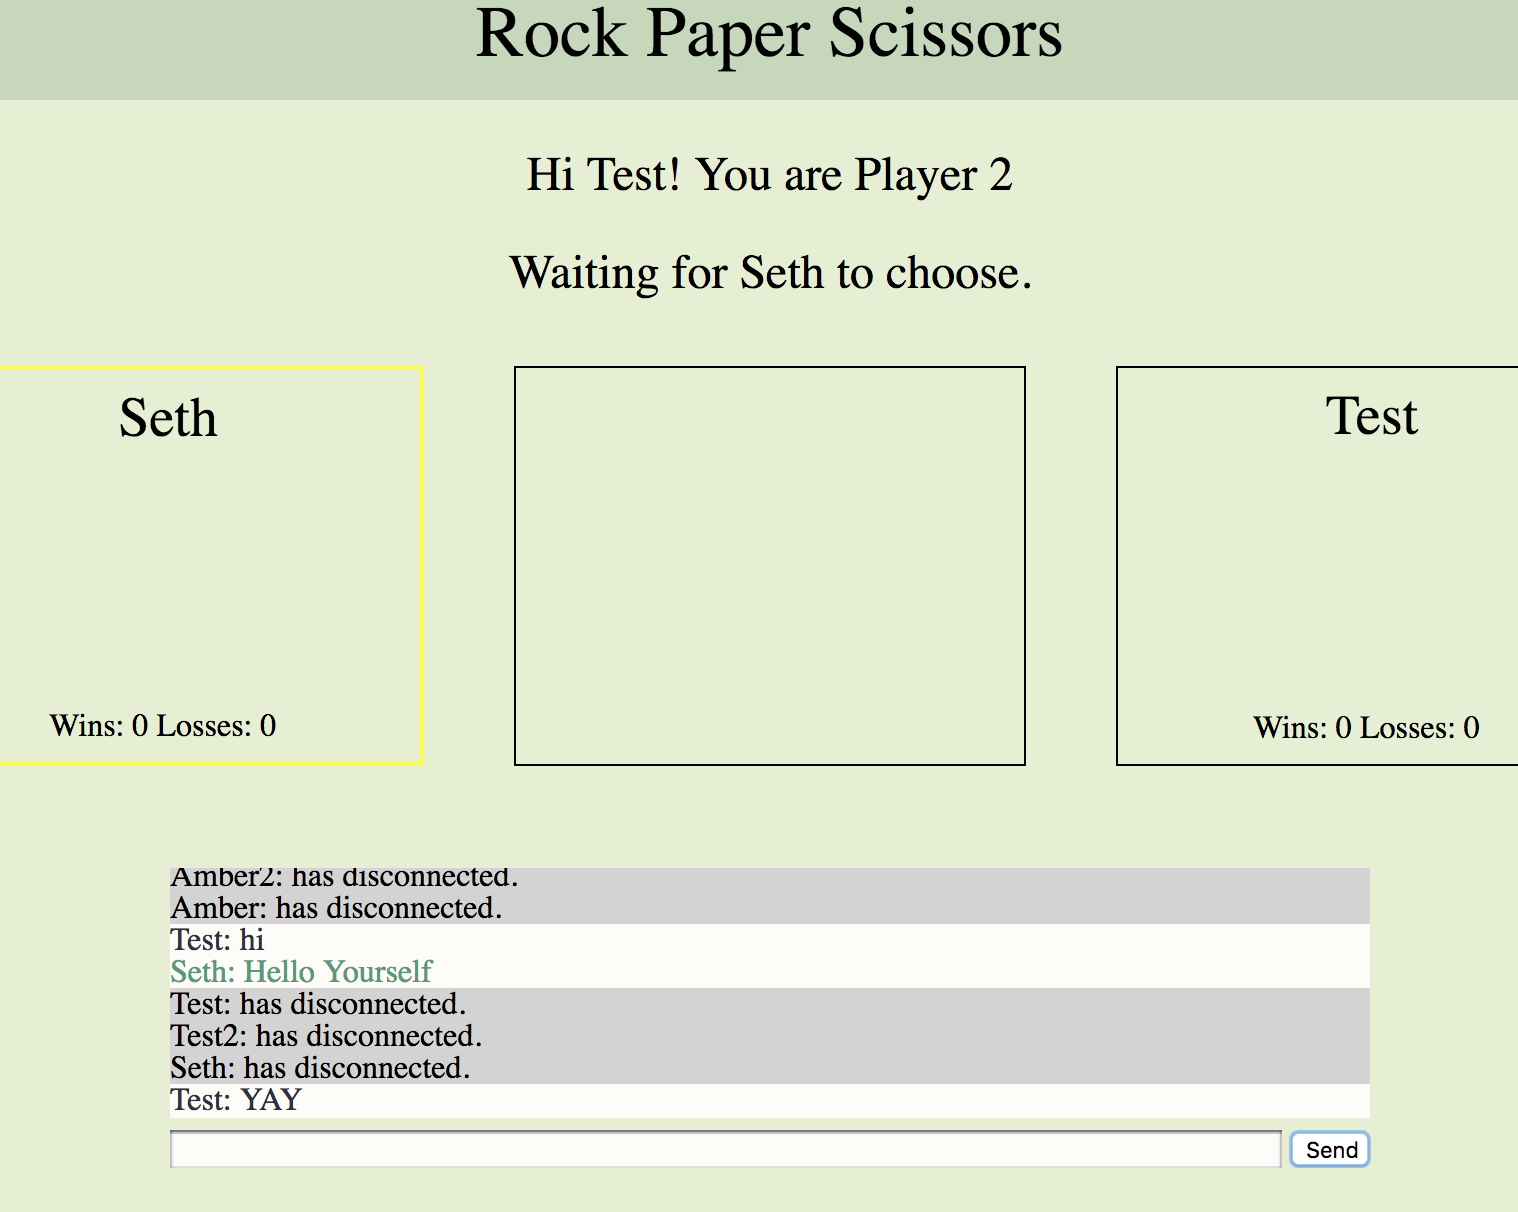 Rock Paper Scissors
Hi Test! You are Player 2
Waiting for Seth to choose.
Seth
Wins: 0 Losses: 0
Test
Wins: 0 Losses: 0
Amber2: has disconnected.
Amber: has disconnected.
Test: hi
Seth: Hello Yourself
Test: has disconnected.
Test2: has disconnected.
Seth: has disconnected.
Test: YAY
Send